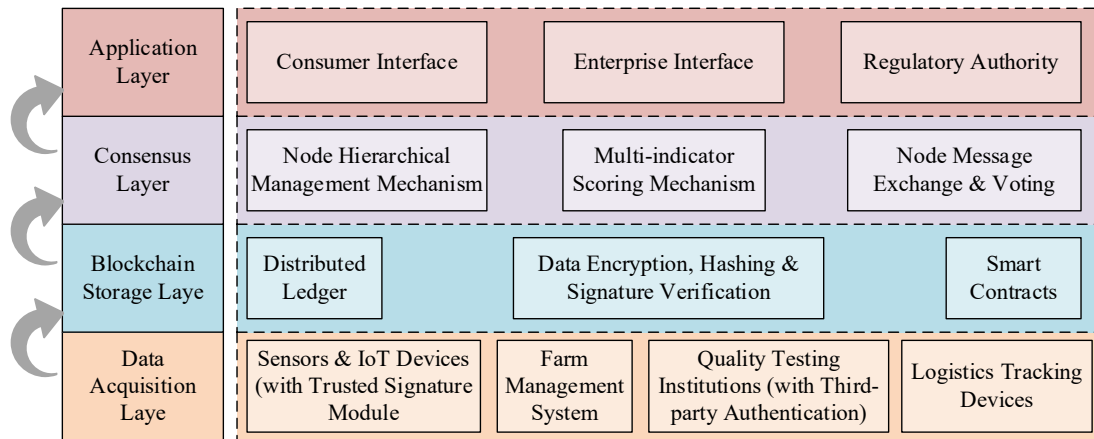 Application
Layer
Consumer Interface
Enterprise Interface
Regulatory Authority
Consensus
Layer
Node Hierarchical
Management Mechanism
Multi-indicator
Scoring Mechanism
Node Message
Exchange & Voting
Blockchain
Storage Laye
Distributed
Ledger
Data Encryption, Hashing &
Signature Verification
Smart
Contracts
Data
Acquisition
Laye
Sensors & IoT Devices
(with Trusted Signature
Module
Farm
Management
System
Quality Testing
Institutions (with Third-
party Authentication)
Logistics Tracking
Devices